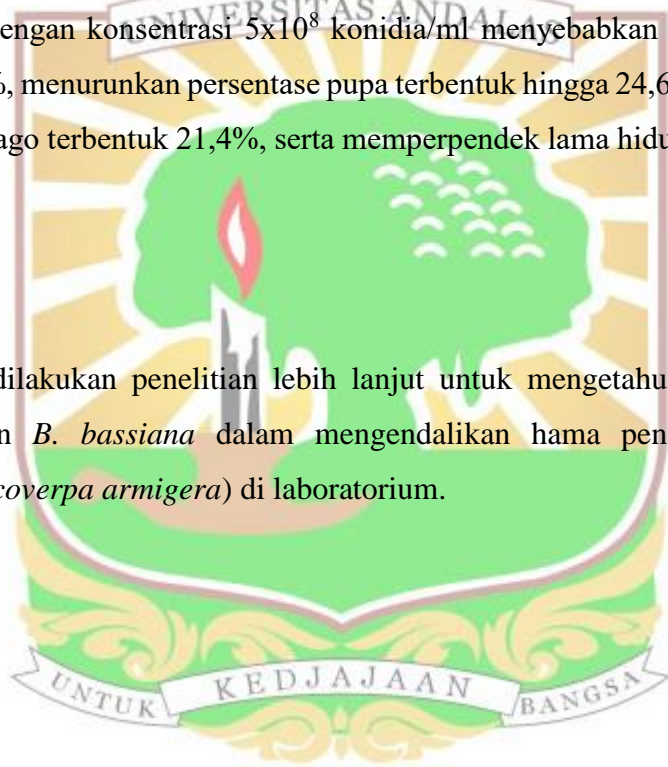 UNIVERSITAS ANDALAS
engan konsentrasi 5x10⁸ konidia/ml menyebabkan
%, menurunkan persentase pupa terbentuk hingga 24,6
ago terbentuk 21,4%, serta memperpendek lama hidu
dilakukan penelitian lebih lanjut untuk mengetahu
n B. bassiana dalam mengendalikan hama pen
coverpa armigera) di laboratorium.
UNTUK KEDJAJAAN BANGSA